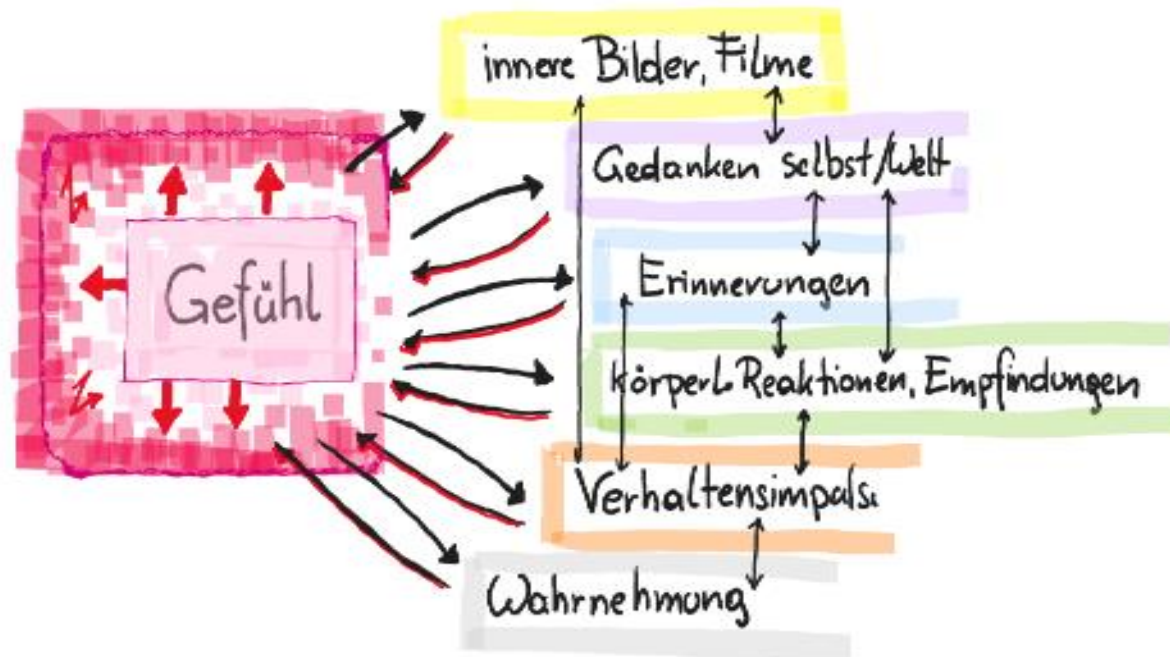 innere Bilder, Filme
Gedanken selbst/Welt
Gefühl
Erinnerungen
körperl. Reaktionen, Empfindungen
Verhaltensimpulse
Wahrnehmung